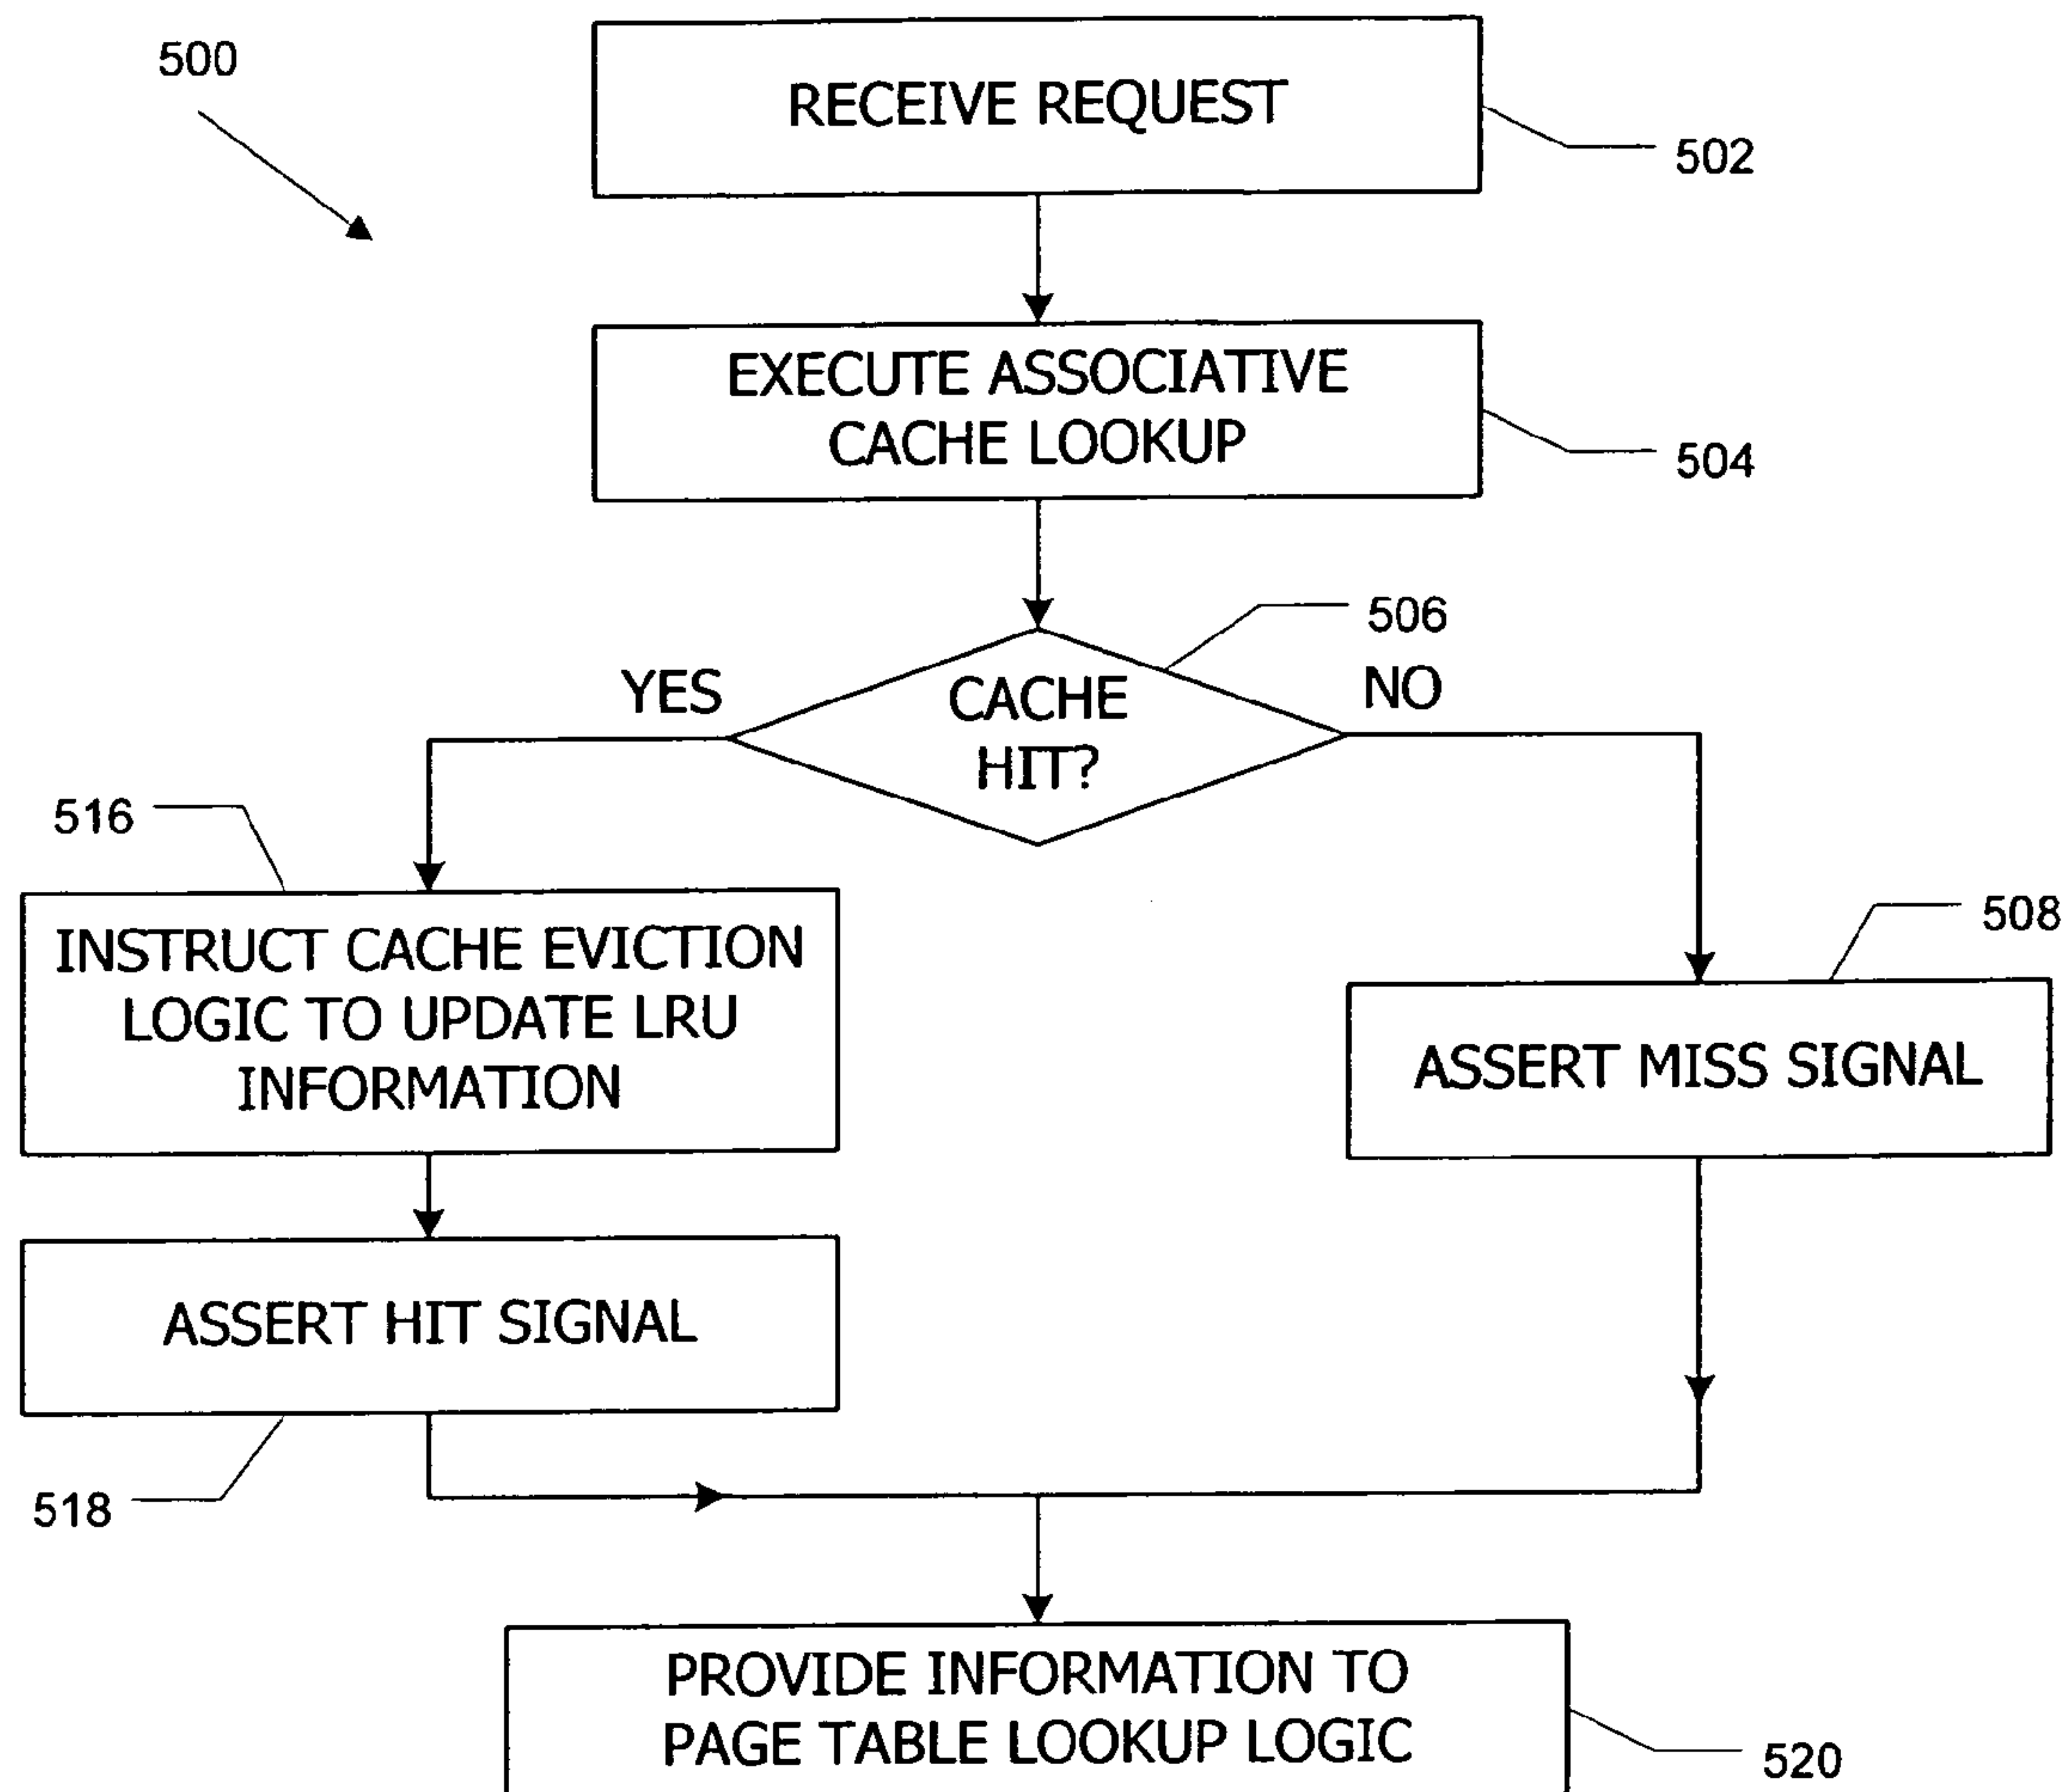 500
RECEIVE REQUEST
502
EXECUTE ASSOCIATIVE
CACHE LOOKUP
504
506
YES
CACHE
HIT?
NO
516
INSTRUCT CACHE EVICTION
LOGIC TO UPDATE LRU
INFORMATION
508
ASSERT MISS SIGNAL
ASSERT HIT SIGNAL
518
PROVIDE INFORMATION TO
PAGE TABLE LOOKUP LOGIC
520